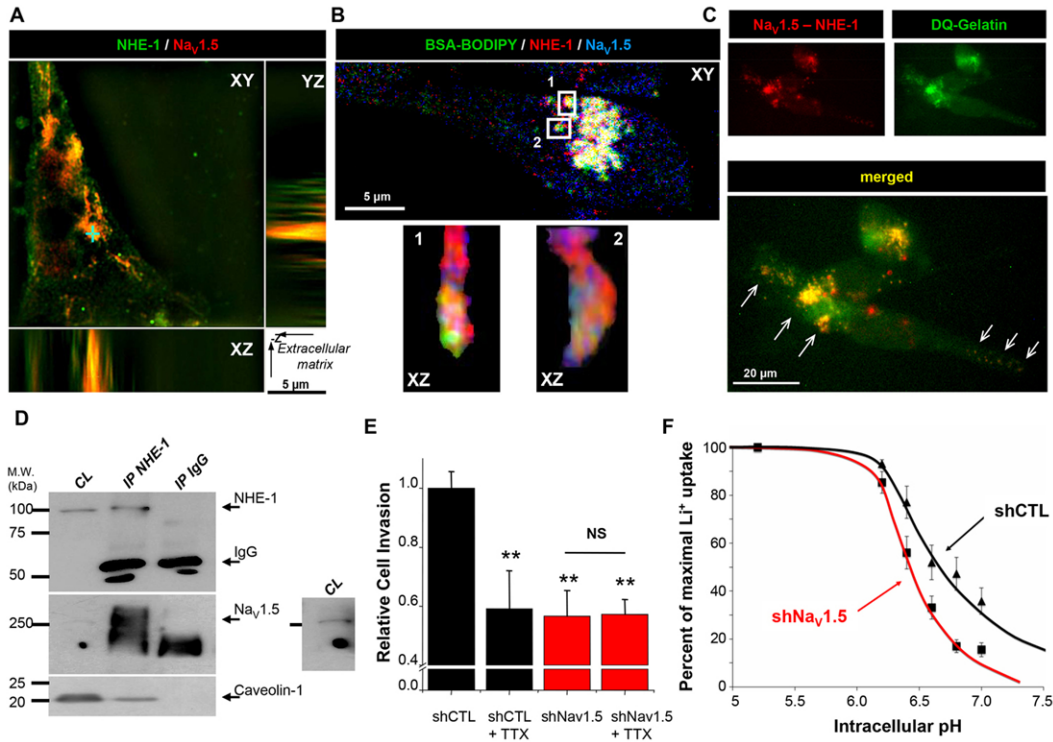 A
NHE-1 / NaV1.5
XY
YZ
XZ
-Z
Extracellular
matrix
5 µm
B
BSA-BODIPY / NHE-1 / NaV1.5
XY
1
2
5 µm
1
XZ
2
XZ
C
NaV1.5 – NHE-1
DQ-Gelatin
merged
20 µm
D
M.W.
(kDa)
CL
IP NHE-1
IP IgG
100
75
50
250
25
20
NHE-1
IgG
NaV1.5
Caveolin-1
CL
E
Relative Cell Invasion
1.0
0.8
0.6
0.4
0.0
**
**
NS
**
shCTL
shCTL
+ TTX
shNav1.5
shNav1.5
+ TTX
F
Percent of maximal Li+ uptake
100
80
60
40
20
0
shCTL
shNaV1.5
5
5.5
6.0
6.5
7.0
7.5
Intracellular pH